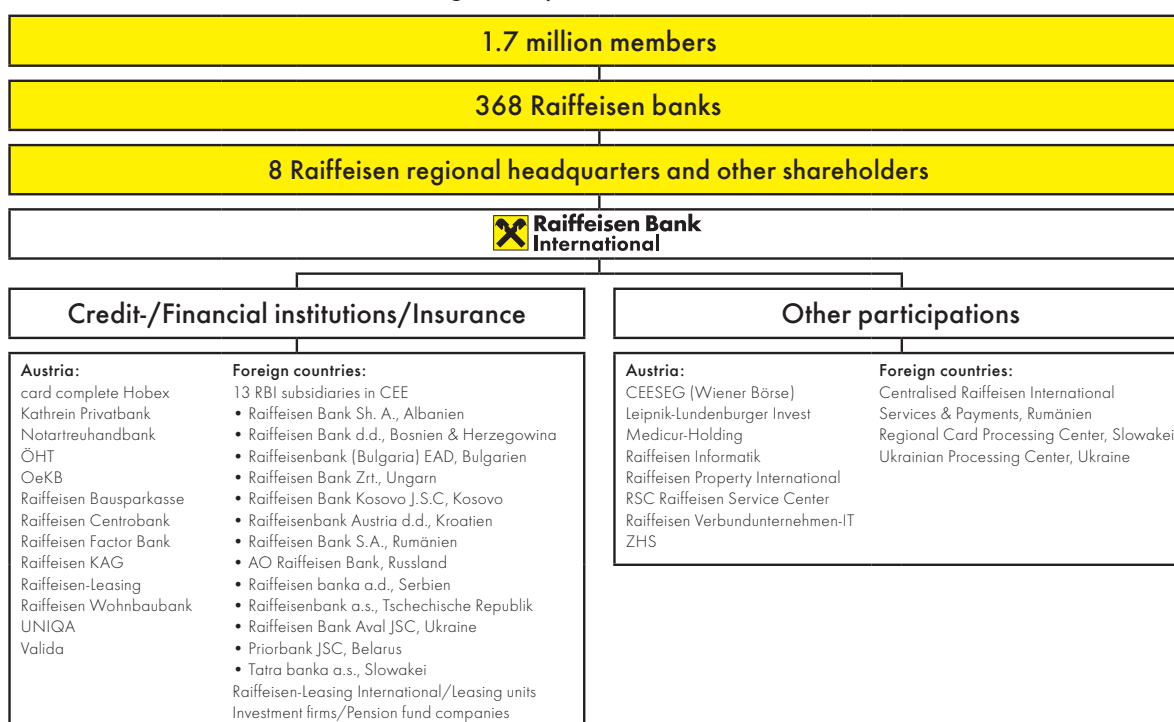 1.7 million members
368 Raiffeisen banks
8 Raiffeisen regional headquarters and other shareholders
Raiffeisen Bank
International
Credit-/Financial institutions/Insurance
Austria:
card complete Hobex
Kathrein Privatbank
Notartreuhandbank
ÖHT
OeKB
Raiffeisen Bausparkasse
Raiffeisen Centrobank
Raiffeisen Factor Bank
Raiffeisen KAG
Raiffeisen-Leasing
Raiffeisen Wohnbaubank
UNIQA
Valida
Foreign countries:
13 RBI subsidiaries in CEE
• Raiffeisen Bank Sh. A., Albanien
• Raiffeisen Bank d.d., Bosnien & Herzegowina
• Raiffeisenbank (Bulgaria) EAD, Bulgarien
• Raiffeisen Bank Zrt., Ungarn
• Raiffeisen Bank Kosovo J.S.C, Kosovo
• Raiffeisenbank Austria d.d., Kroatien
• Raiffeisen Bank S.A., Rumänien
• AO Raiffeisen Bank, Russland
• Raiffeisen banka a.d., Serbien
• Raiffeisenbank a.s., Tschechische Republik
• Raiffeisen Bank Aval JSC, Ukraine
• Priorbank JSC, Belarus
• Tatra banka a.s., Slowakei
Raiffeisen-Leasing International/Leasing units
Investment firms/Pension fund companies
Other participations
Austria:
CEESEG (Wiener Börse)
Leipnik-Lundenburger Invest
Medicur-Holding
Raiffeisen Informatik
Raiffeisen Property International
RSC Raiffeisen Service Center
Raiffeisen Verbundunternehmen-IT
ZHS
Foreign countries:
Centralised Raiffeisen International
Services & Payments, Rumänien
Regional Card Processing Center, Slowakei
Ukrainian Processing Center, Ukraine